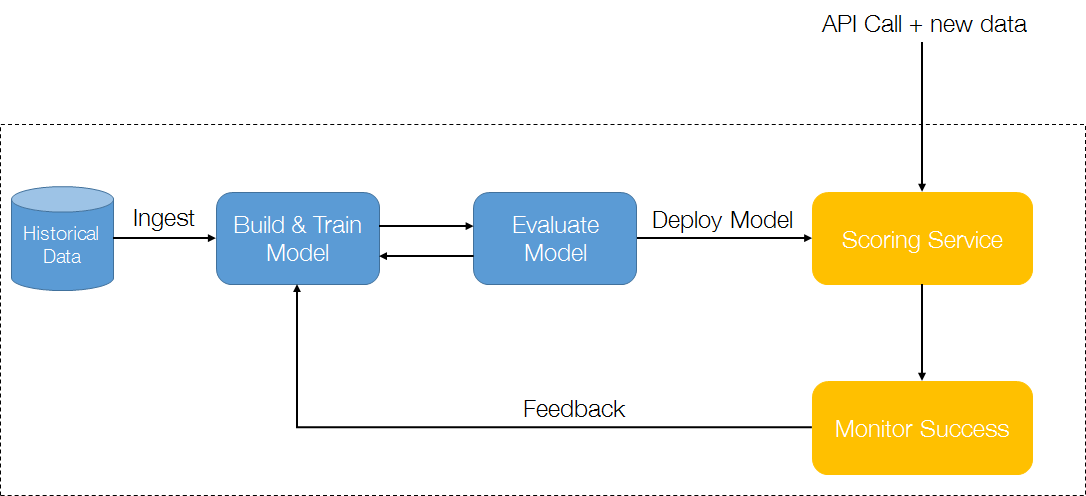 API Call + new data
Historical
Data
Ingest
Build & Train
Model
Evaluate
Model
Deploy Model
Scoring Service
Feedback
Monitor Success